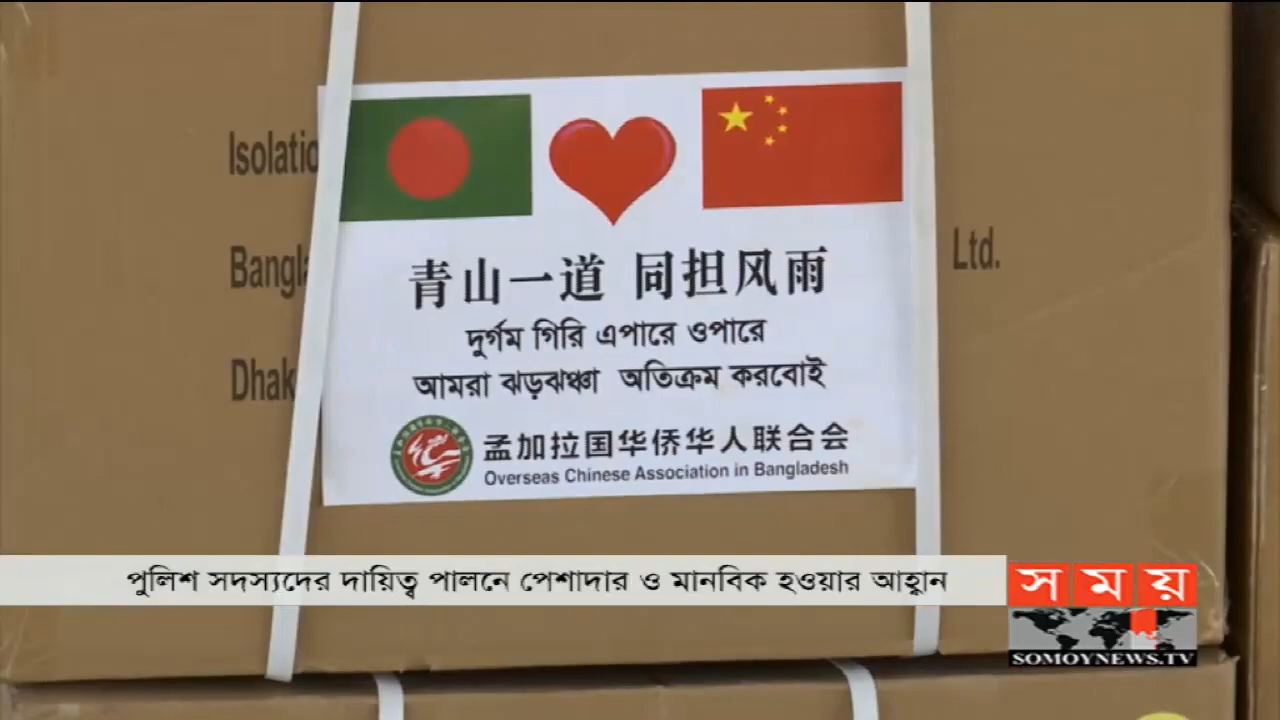 Isolatio
Bangla
Ltd.
Dhak
青山一道 同担风雨
দুর্গম গিরি এপারে ওপারে
আমরা ঝড়ঝঞ্ঝা অতিক্রম করবোই
孟加拉国华侨华人联合会
Overseas Chinese Association in Bangladesh
পুলিশ সদস্যদের দায়িত্ব পালনে পেশাদার ও মানবিক হওয়ার আহ্বান
সময়
SOMOYNEWS.TV